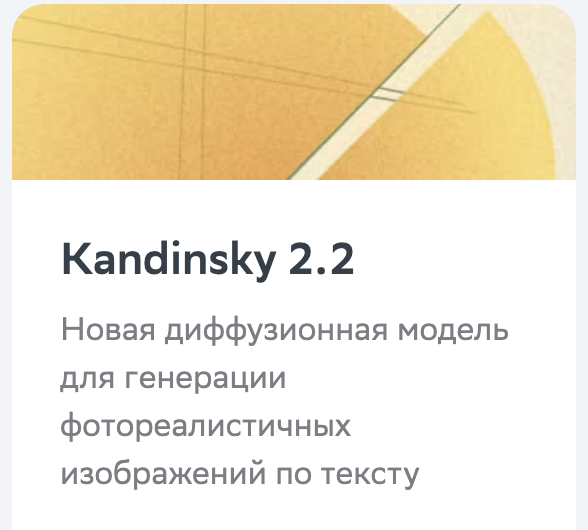 Kandinsky 2.2
Новая диффузионная модель
для генерации
фотореалистичных
изображений по тексту